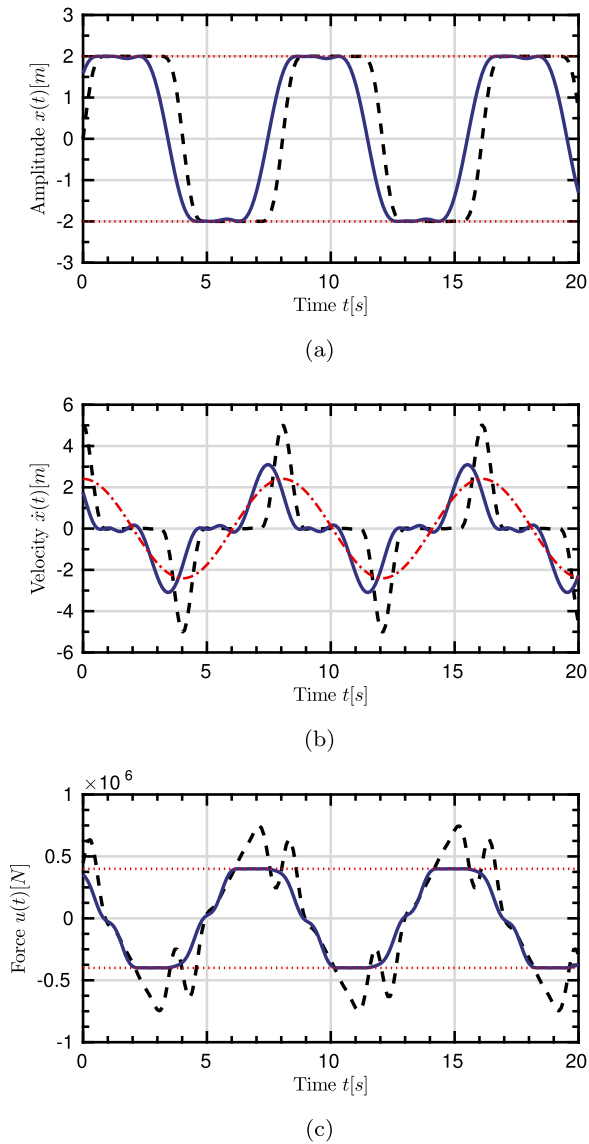 3
2
1
0
-1
-2
-3
Amplitude x(t)[m]
0 5 10 15 20
Time t[s]
(a)
6
4
2
0
-2
-4
-6
Velocity ẋ(t)[m]
0 5 10 15 20
Time t[s]
(b)
×10 6
1
0.5
0
-0.5
-1
Force u(t)[N]
0 5 10 15 20
Time t[s]
(c)